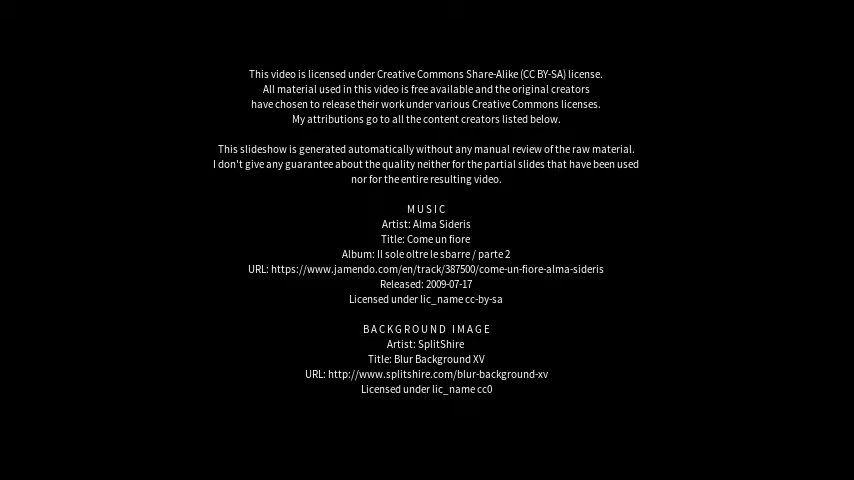 This video is licensed under Creative Commons Share-Alike (CC BY-SA) license.
All material used in this video is free available and the original creators
have chosen to release their work under various Creative Commons licenses.
My attributions go to all the content creators listed below.
This slideshow is generated automatically without any manual review of the raw material.
I don't give any guarantee about the quality neither for the partial slides that have been used
nor for the entire resulting video.
MUSIC
Artist: Alma Sideris
Title: Come un fiore
Album: Il sole oltre le sbarre / parte 2
URL: https://www.jamendo.com/en/track/387500/come-un-fiore-alma-sideris
Released: 2009-07-17
Licensed under lic_name cc-by-sa
BACKGROUND IMAGE
Artist: SplitShire
Title: Blur Background XV
URL: http://www.splitshire.com/blur-background-xv
Licensed under lic_name cc0